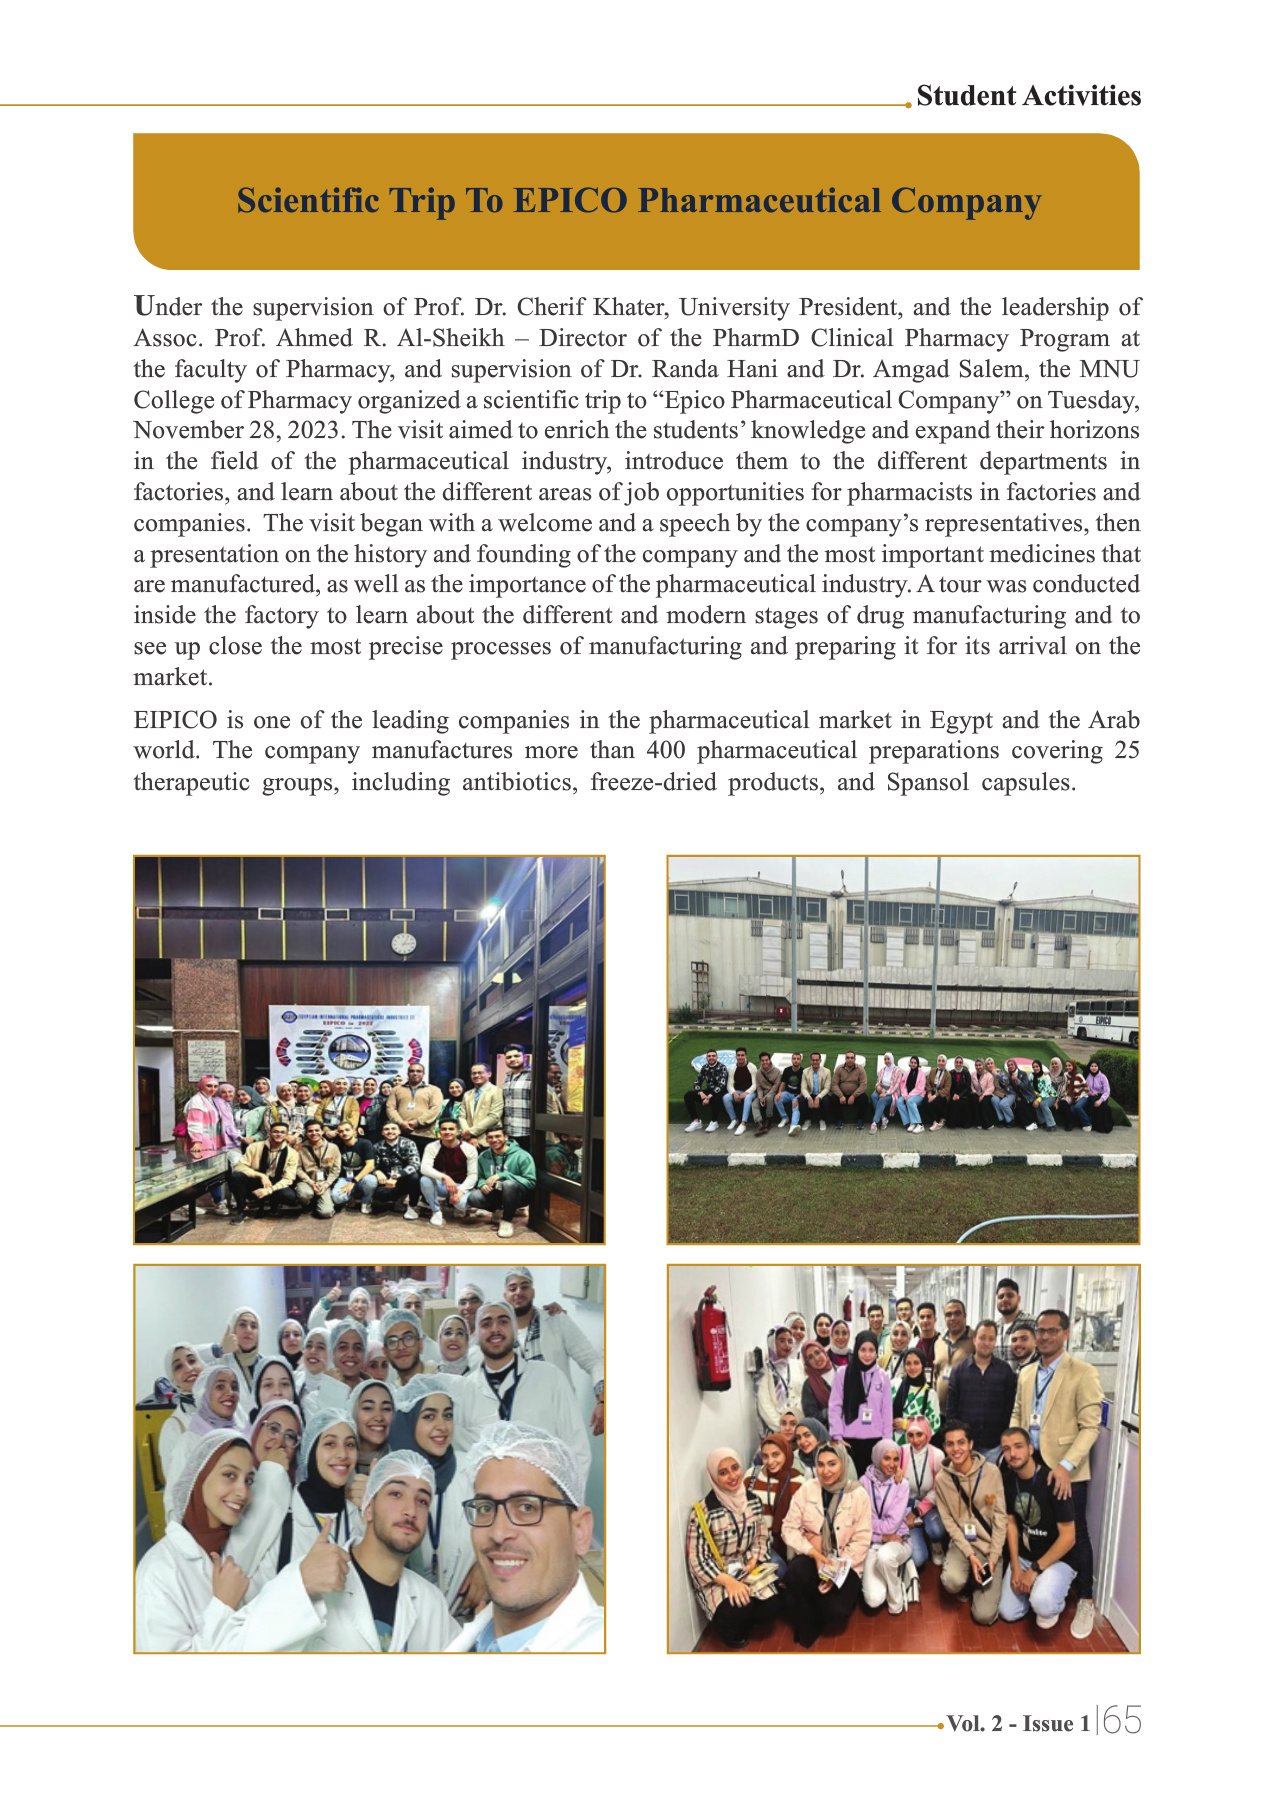 Student Activities
Scientific Trip To EPICO Pharmaceutical Company
Under the supervision of Prof. Dr. Cherif Khater, University President, and the leadership of
Assoc. Prof. Ahmed R. Al-Sheikh – Director of the PharmD Clinical Pharmacy Program at
the faculty of Pharmacy, and supervision of Dr. Randa Hani and Dr. Amgad Salem, the MNU
College of Pharmacy organized a scientific trip to “Epico Pharmaceutical Company” on Tuesday,
November 28, 2023. The visit aimed to enrich the students’ knowledge and expand their horizons
in the field of the pharmaceutical industry, introduce them to the different departments in
factories, and learn about the different areas of job opportunities for pharmacists in factories and
companies. The visit began with a welcome and a speech by the company’s representatives, then
a presentation on the history and founding of the company and the most important medicines that
are manufactured, as well as the importance of the pharmaceutical industry. A tour was conducted
inside the factory to learn about the different and modern stages of drug manufacturing and to
see up close the most precise processes of manufacturing and preparing it for its arrival on the
market.
EIPICO is one of the leading companies in the pharmaceutical market in Egypt and the Arab
world. The company manufactures more than 400 pharmaceutical preparations covering 25
therapeutic groups, including antibiotics, freeze-dried products, and Spansol capsules.
EGYPTIAN INTERNATIONAL PHARMACEUTICAL INDUSTRIES
EIPICO in 2022
EIPICO
Vol. 2 - Issue 1 65